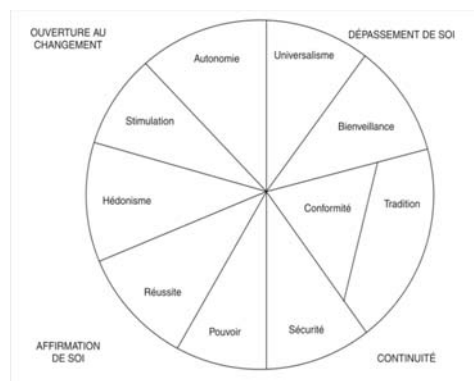 OUVERTURE AU
CHANGEMENT
DÉPASSEMENT DE SOI
Autonomie
Universalisme
Stimulation
Bienveillance
Hédonisme
Conformité
Tradition
Réussite
Pouvoir
Sécurité
AFFIRMATION
DE SOI
CONTINUITÉ